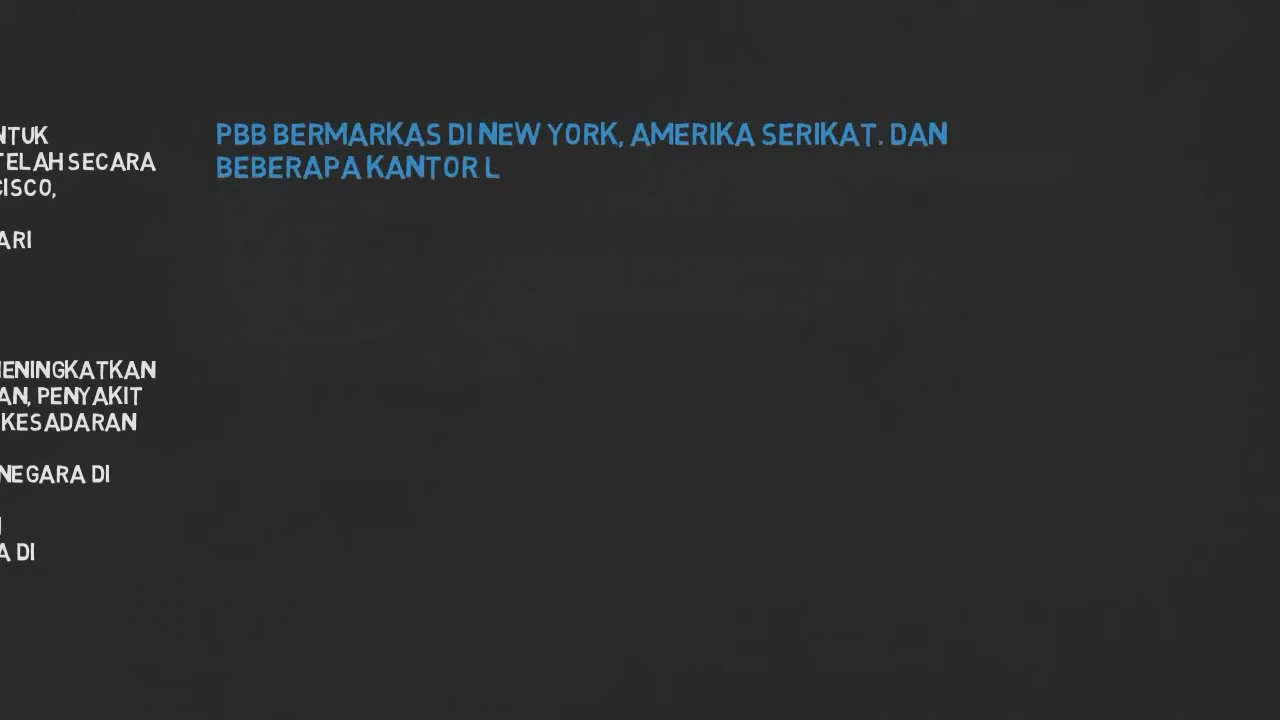 NTUK
TELAH SECARA
CISCO,
ARI
MENINGKATKAN
AN, PENYAKIT
KESADARAN
NEGARA DI
A DI
PBB BERMARKAS DI NEW YORK, AMERIKA SERIKAT. DAN
BEBERAPA KANTOR L